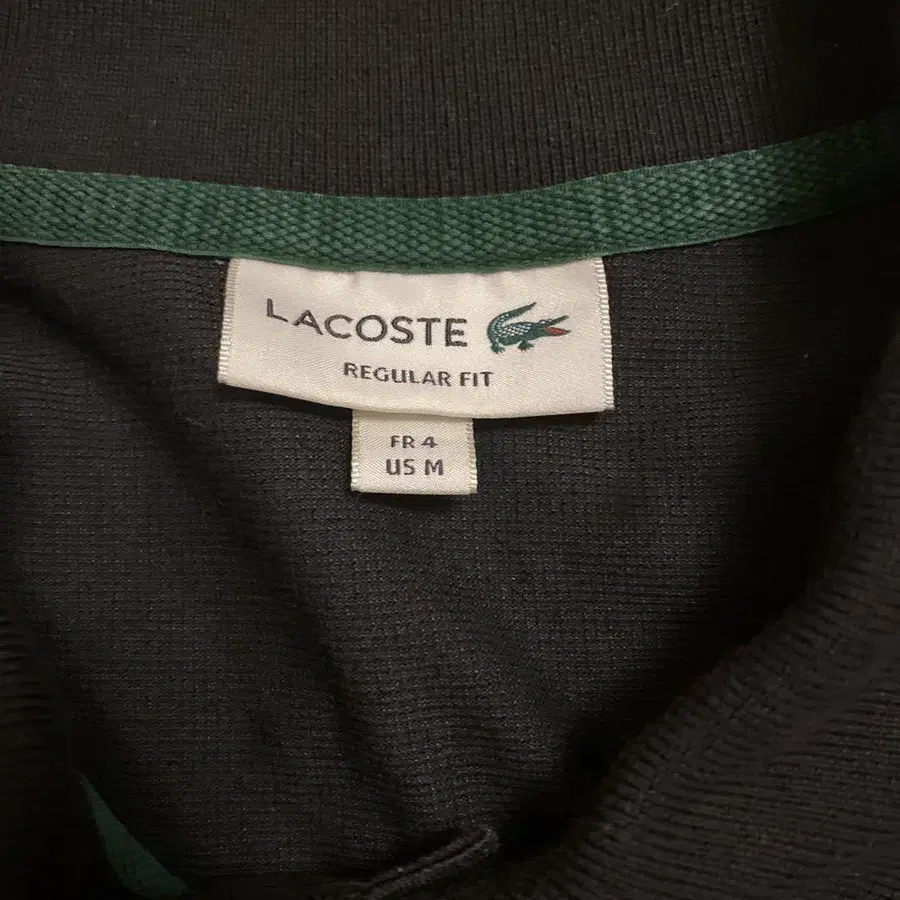 LACOSTE
REGULAR FIT
FR 4
US M